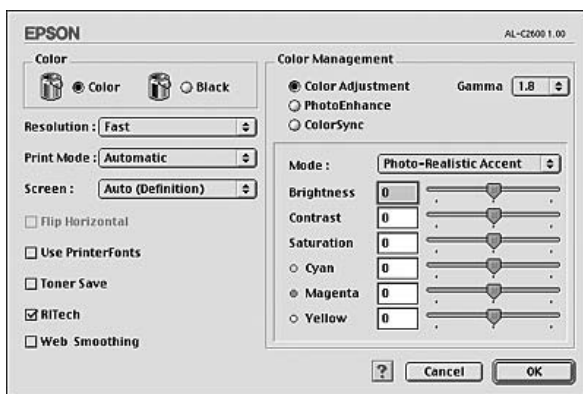 EPSON
AL-C2600 1.00
Color
Color
Black
Resolution : Fast
Print Mode : Automatic
Screen : Auto (Definition)
Flip Horizontal
Use PrinterFonts
Toner Save
RITech
Web Smoothing
Color Management
Color Adjustment
Gamma 1.8
PhotoEnhance
ColorSync
Mode : Photo-Realistic Accent
Brightness 0
Contrast 0
Saturation 0
Cyan 0
Magenta 0
Yellow 0
? Cancel OK